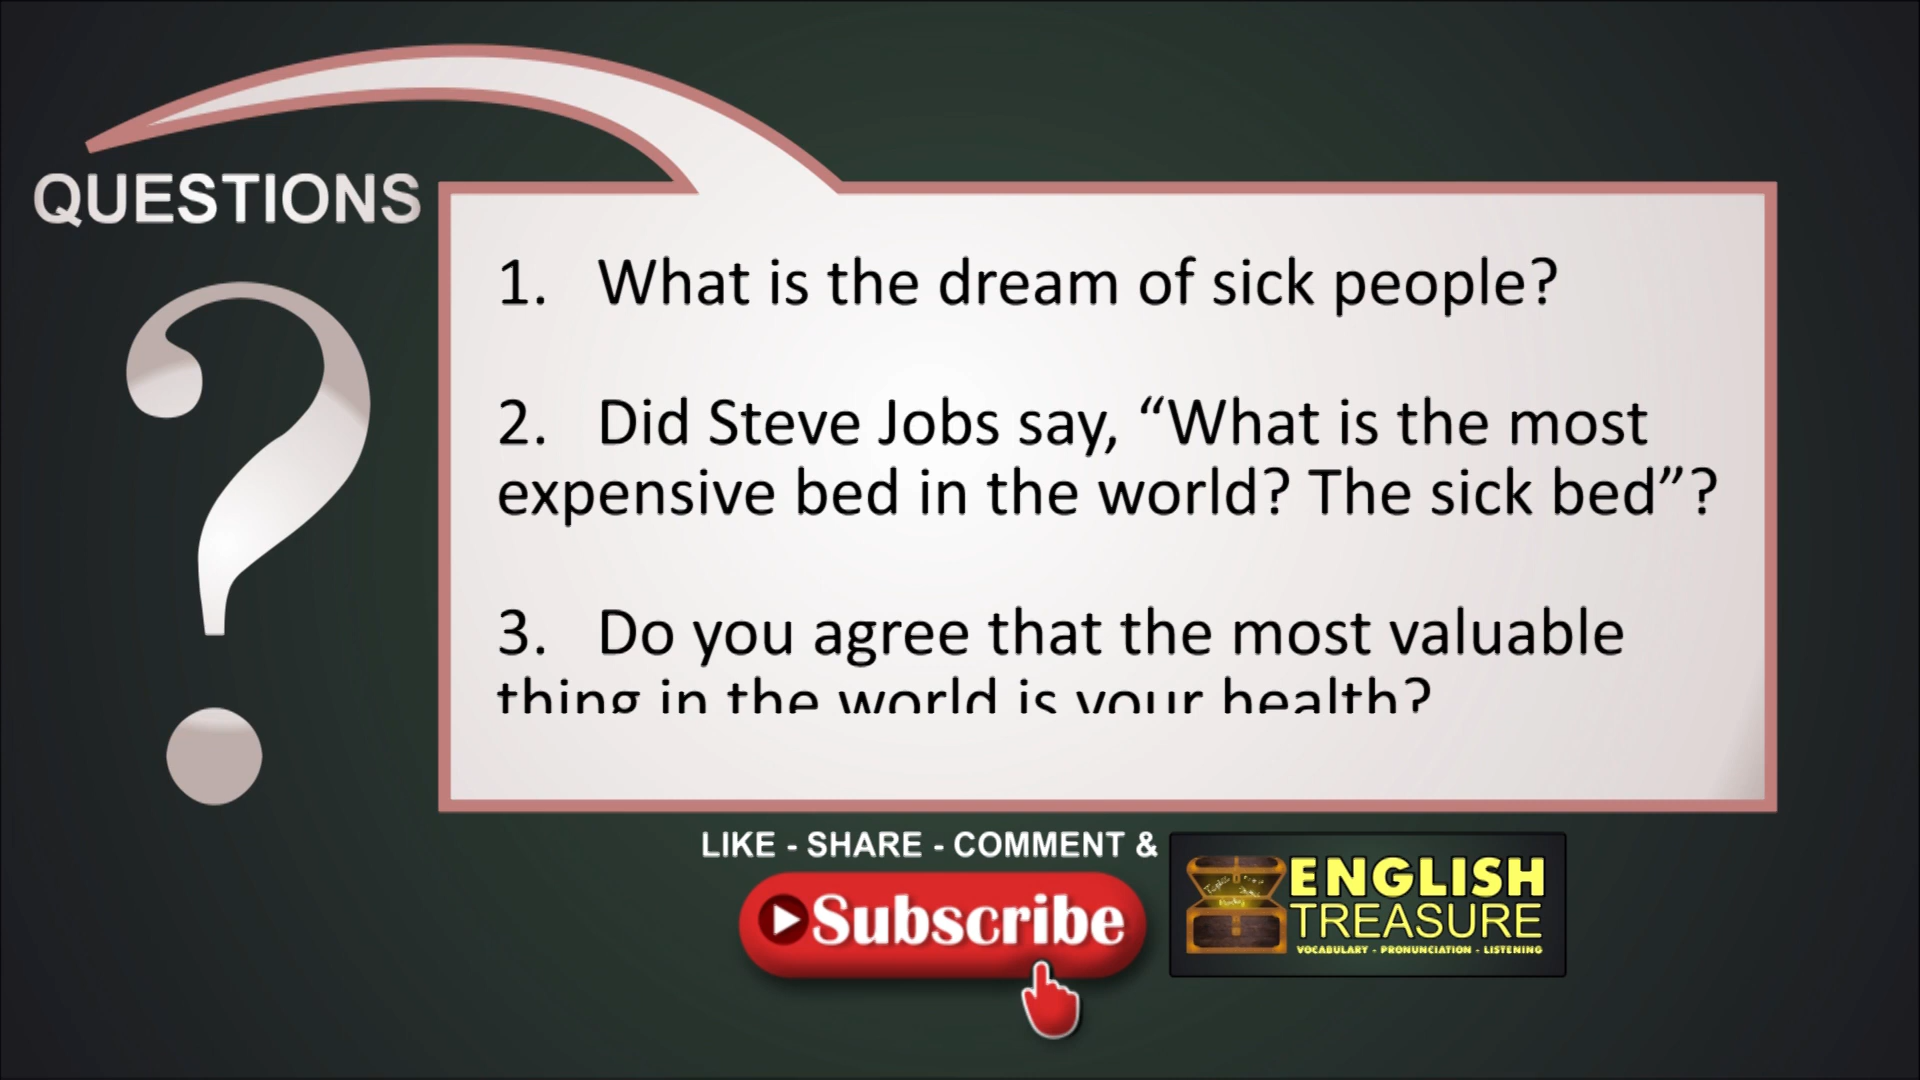 QUESTIONS
1. What is the dream of sick people?
2. Did Steve Jobs say, “What is the most
expensive bed in the world? The sick bed”?
3. Do you agree that the most valuable
thing in the world is your health?
LIKE - SHARE - COMMENT &
Subscribe
ENGLISH
TREASURE
VOCABULARY - PRONUNCIATION - LISTENING